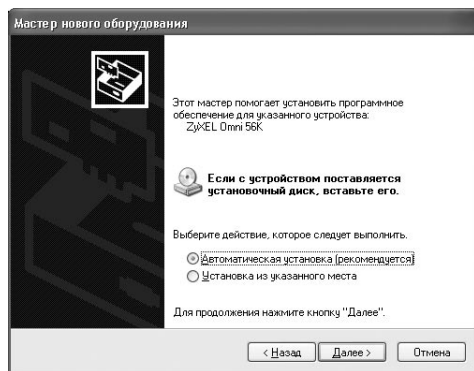 Мастер нового оборудования
Этот мастер помогает установить программное
обеспечение для указанного устройства:
ZyXEL Omni 56K
Если с устройством поставляется
установочный диск, вставьте его.
Выберите действие, которое следует выполнить.
Автоматическая установка (рекомендуется)
Установка из указанного места
Для продолжения нажмите кнопку "Далее".
< Назад
Далее >
Отмена